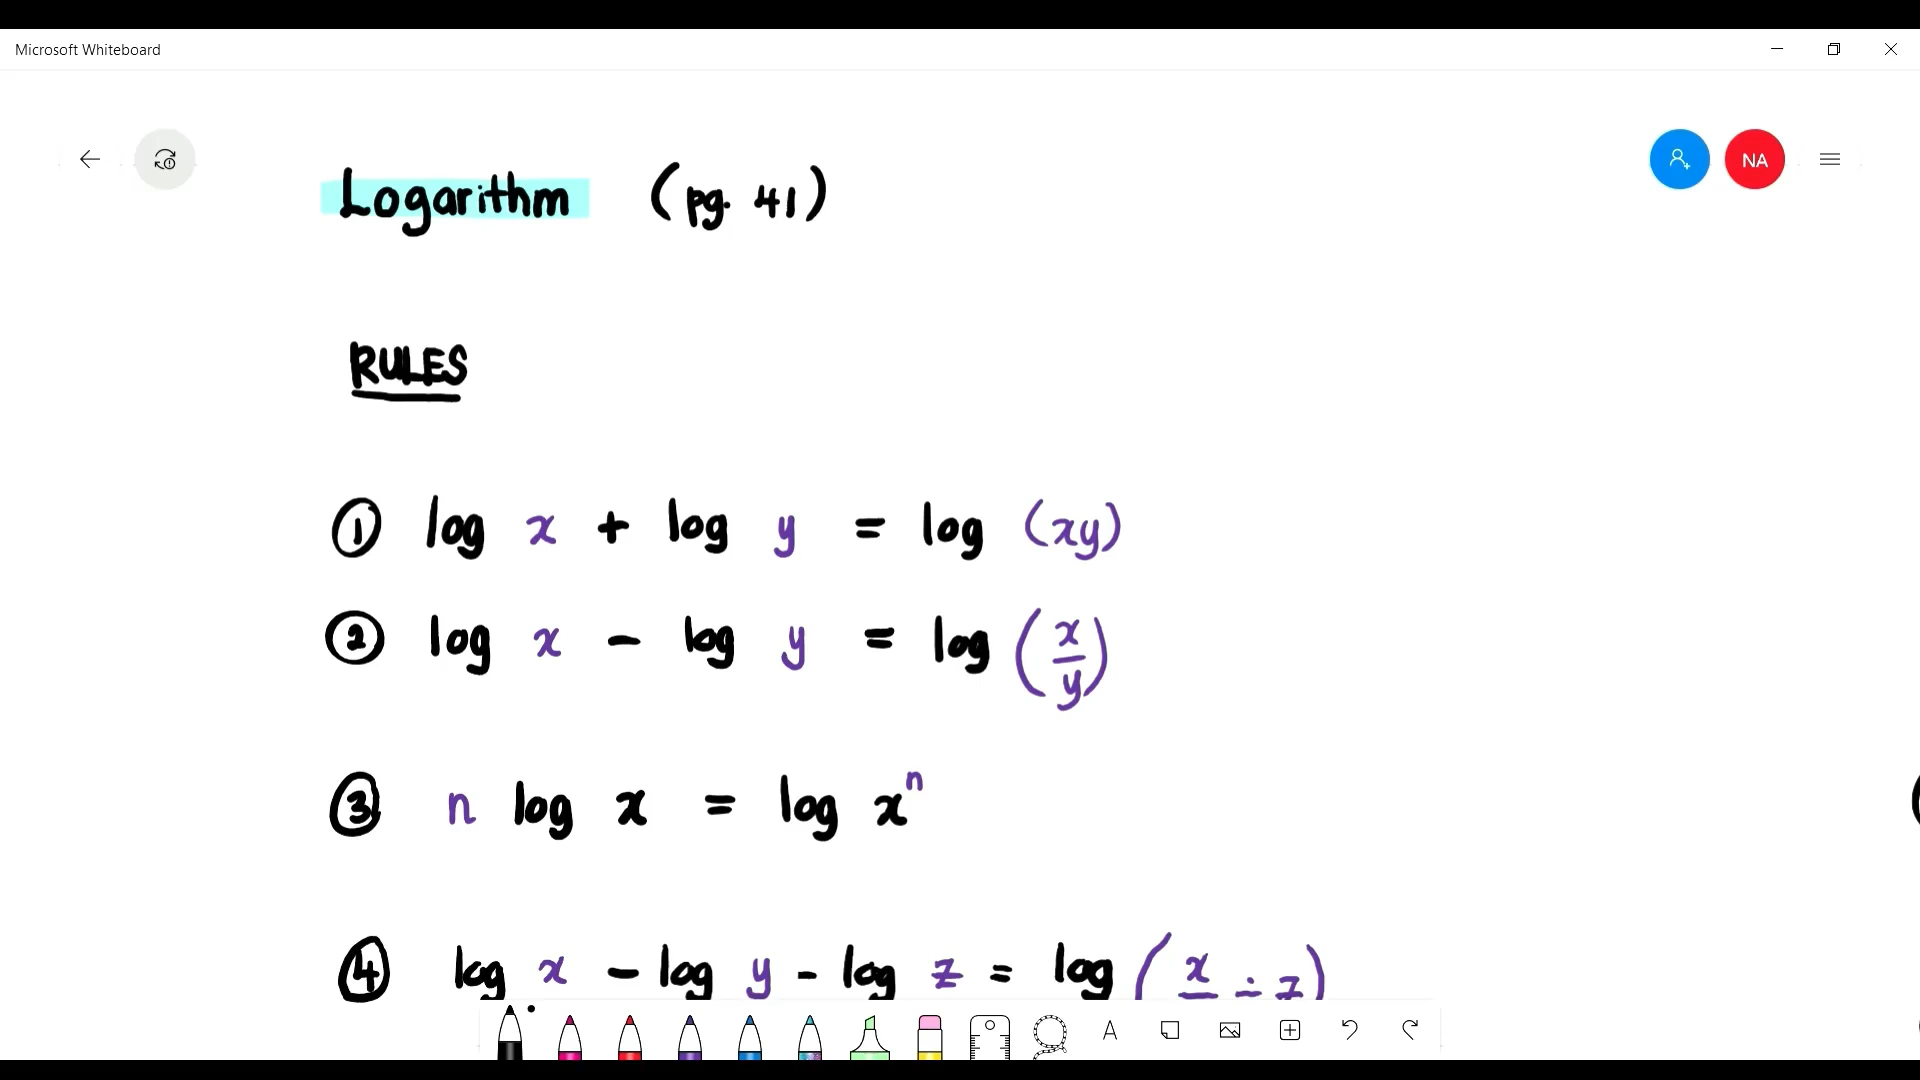 Microsoft Whiteboard
NA
Logarithm (pg. 41)
RULES
① log x + log y = log (xy)
② log x - log y = log (x/y)
③ n log x = log xⁿ
④ log x - log y - log z = log (x ÷ z)
A